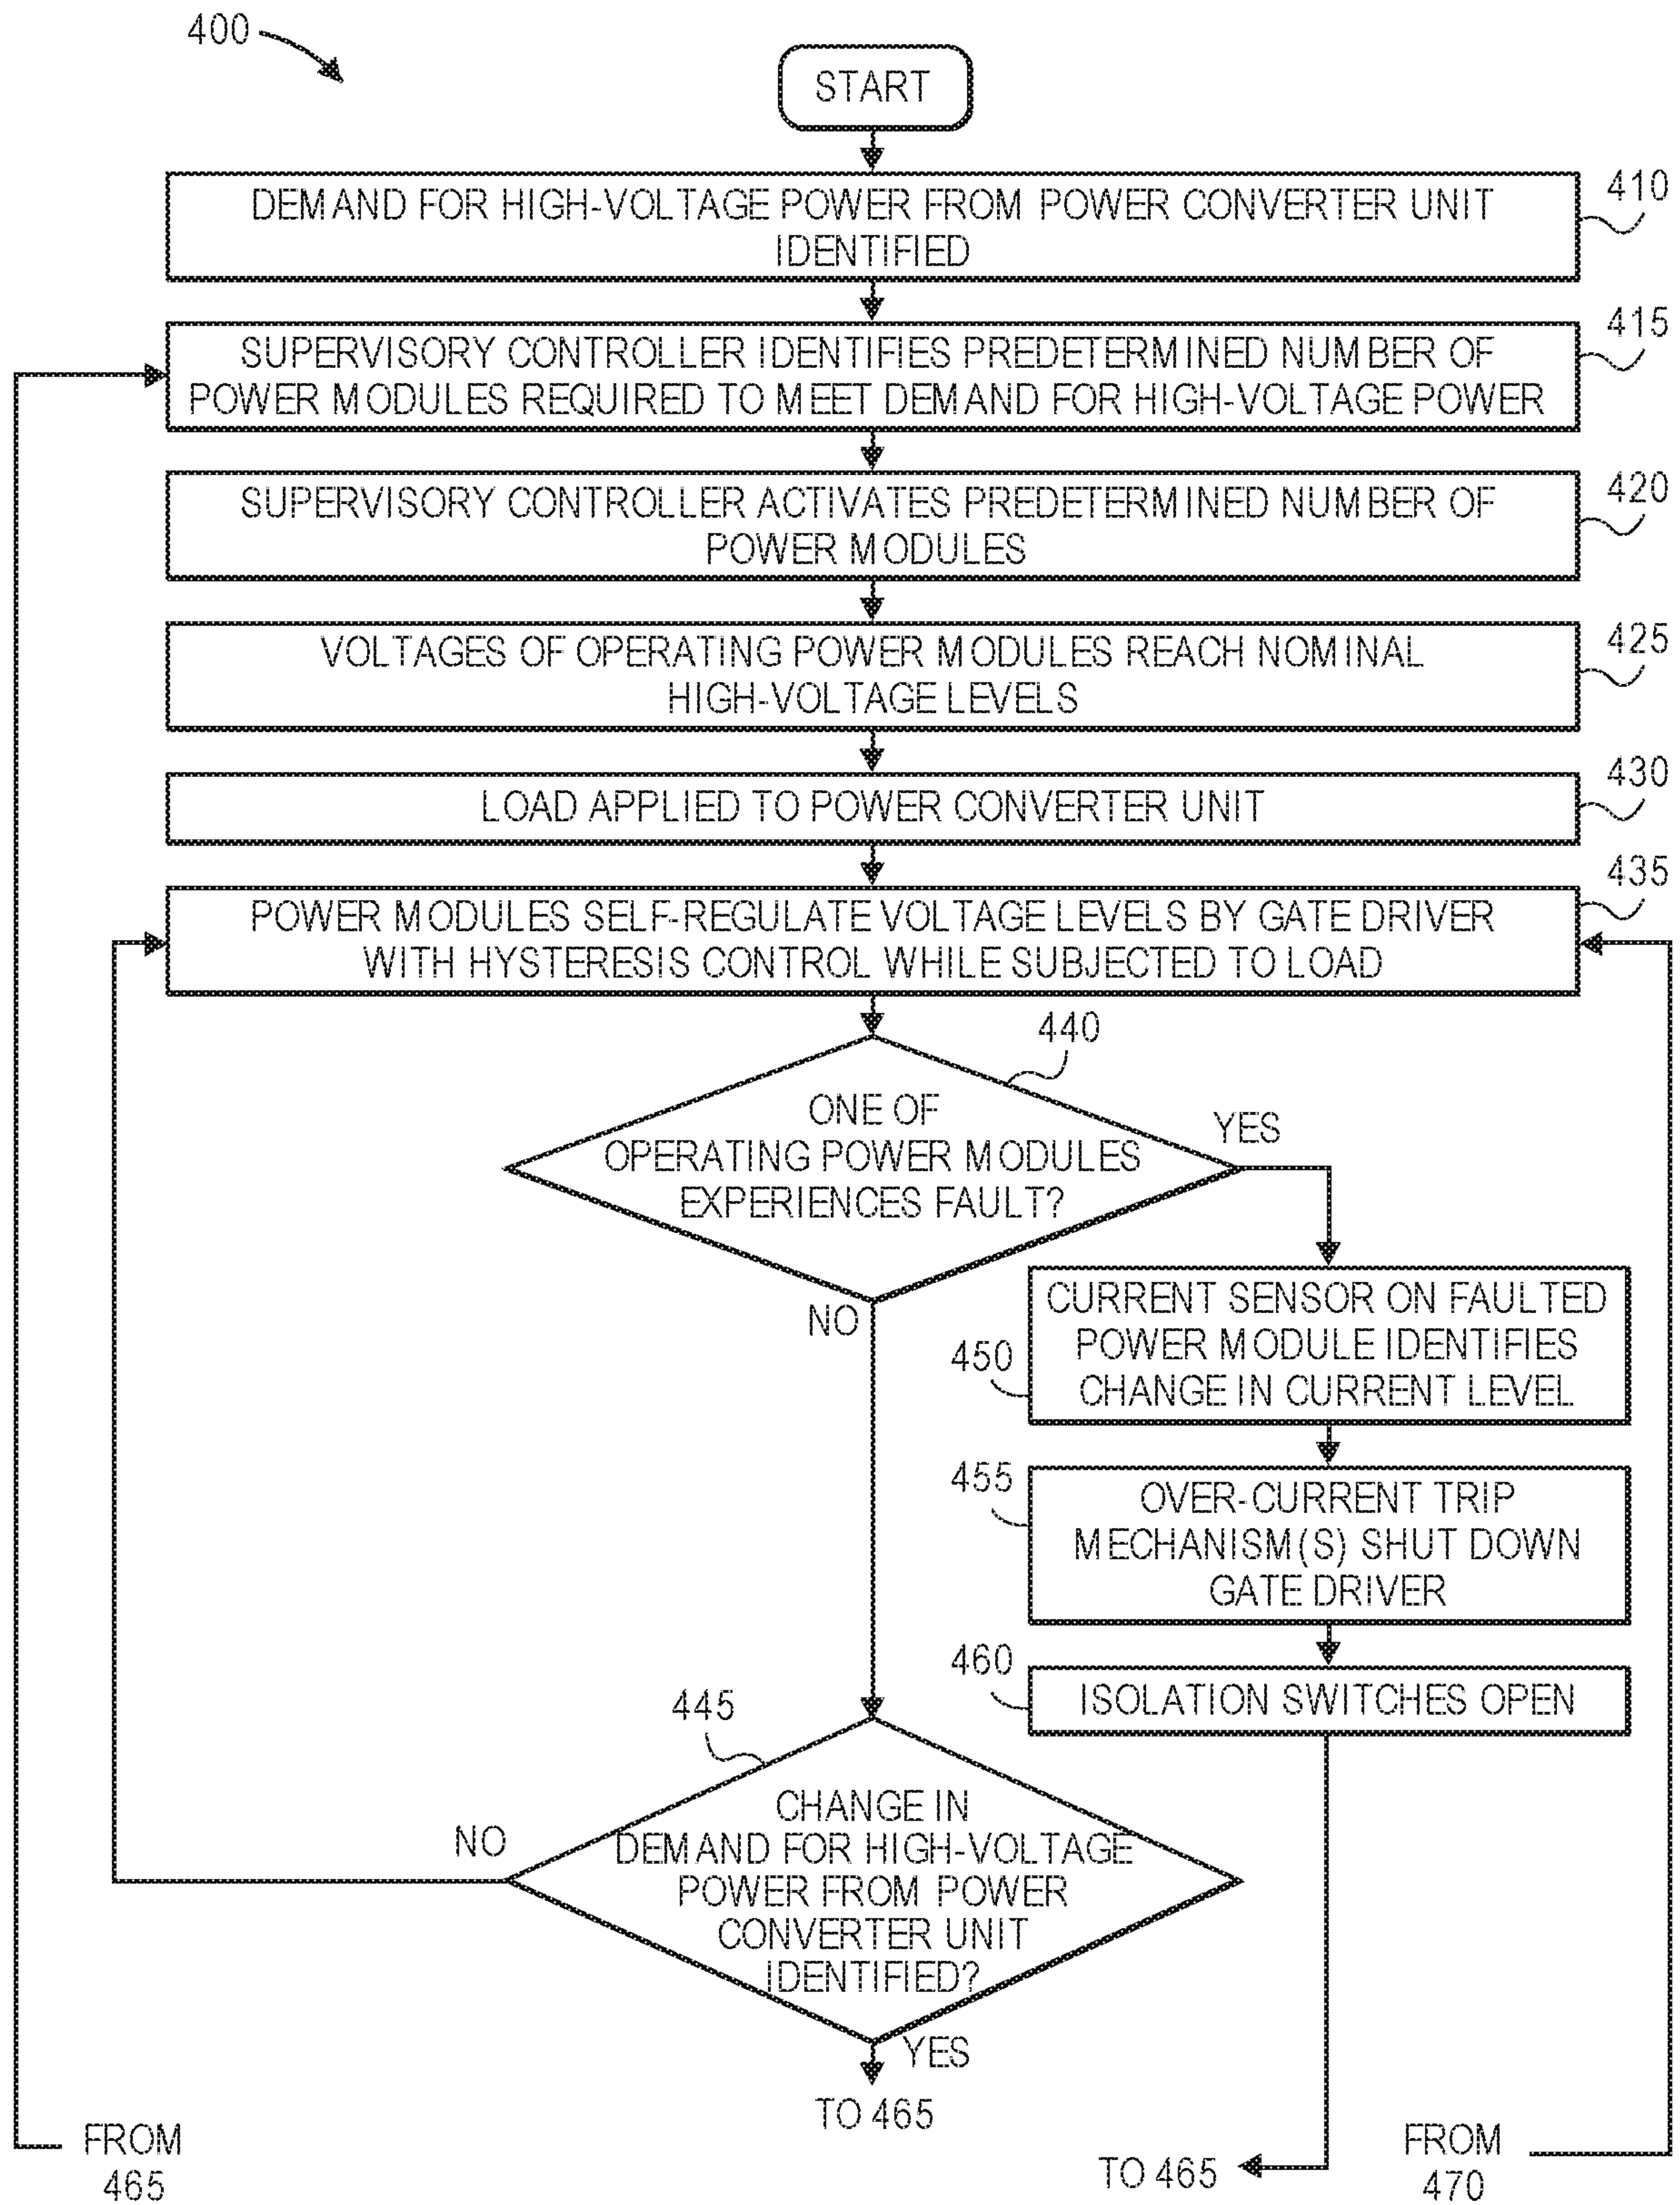 400
START
DEMAND FOR HIGH-VOLTAGE POWER FROM POWER CONVERTER UNIT
IDENTIFIED
410
SUPERVISORY CONTROLLER IDENTIFIES PREDETERMINED NUMBER OF
POWER MODULES REQUIRED TO MEET DEMAND FOR HIGH-VOLTAGE POWER
415
SUPERVISORY CONTROLLER ACTIVATES PREDETERMINED NUMBER OF
POWER MODULES
420
VOLTAGES OF OPERATING POWER MODULES REACH NOMINAL
HIGH-VOLTAGE LEVELS
425
LOAD APPLIED TO POWER CONVERTER UNIT
430
POWER MODULES SELF-REGULATE VOLTAGE LEVELS BY GATE DRIVER
WITH HYSTERESIS CONTROL WHILE SUBJECTED TO LOAD
435
440
ONE OF
OPERATING POWER MODULES
EXPERIENCES FAULT?
YES
NO
CURRENT SENSOR ON FAULTED
POWER MODULE IDENTIFIES
CHANGE IN CURRENT LEVEL
450
OVER-CURRENT TRIP
MECHANISM(S) SHUT DOWN
GATE DRIVER
455
ISOLATION SWITCHES OPEN
460
445
CHANGE IN
DEMAND FOR HIGH-VOLTAGE
POWER FROM POWER
CONVERTER UNIT
IDENTIFIED?
NO
YES
TO 465
FROM
465
TO 465
FROM
470